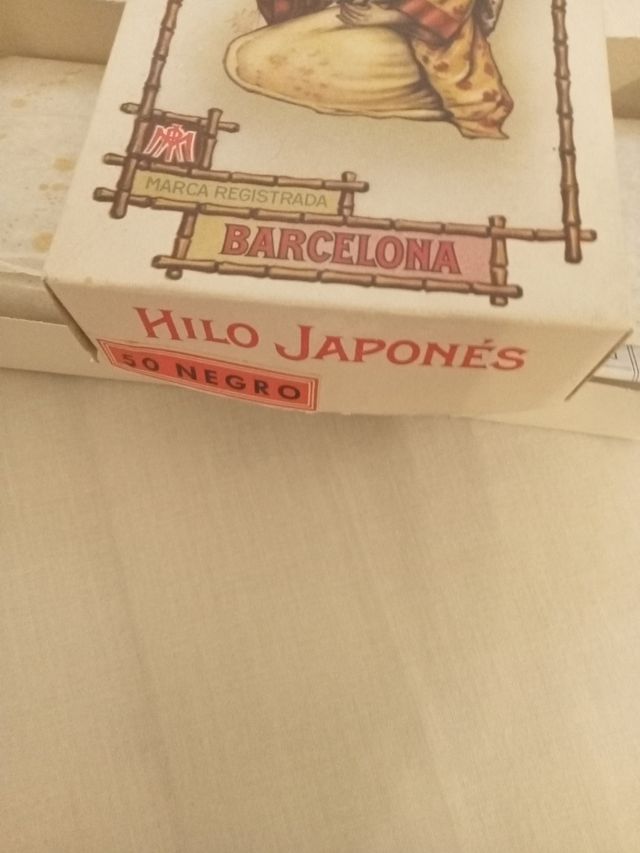 MARCA REGISTRADA
BARCELONA
HILO JAPONÉS
50 NEGRO